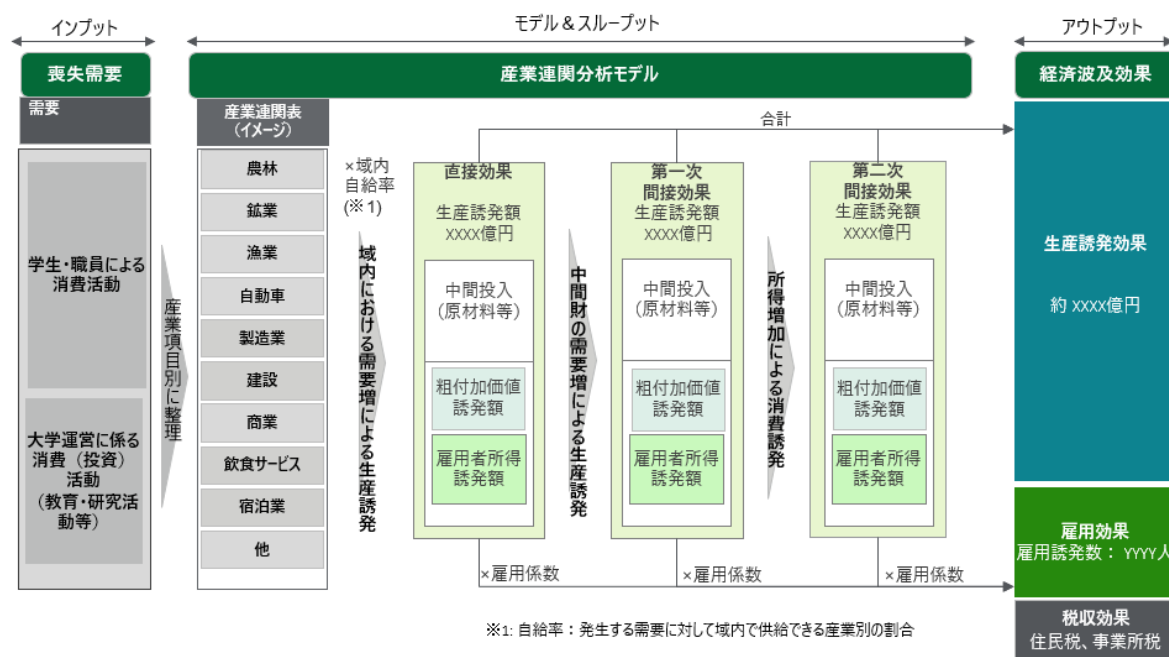 インプット
モデル＆スループット
アウトプット
喪失需要
産業連関分析モデル
経済波及効果
需要
学生・職員による
消費活動
大学運営に係る
消費（投資）
活動
（教育・研究活
動等）
産業項目別に整理
産業連関表
（イメージ）
農林
鉱業
漁業
自動車
製造業
建設
商業
飲食サービス
宿泊業
他
×域内
自給率
(※1)
域内における需要増による生産誘発
合計
直接効果
生産誘発額
XXXX億円
中間投入
(原材料等)
粗付加価値
誘発額
雇用者所得
誘発額
中間財の需要増による生産誘発
第一次
間接効果
生産誘発額
XXXX億円
中間投入
(原材料等)
粗付加価値
誘発額
雇用者所得
誘発額
所得増加による消費誘発
第二次
間接効果
生産誘発額
XXXX億円
中間投入
(原材料等)
粗付加価値
誘発額
雇用者所得
誘発額
×雇用係数
×雇用係数
×雇用係数
生産誘発効果
約 XXXX億円
雇用効果
雇用誘発数： YYYY人
税収効果
住民税、事業所税
※1: 自給率：発生する需要に対して域内で供給できる産業別の割合